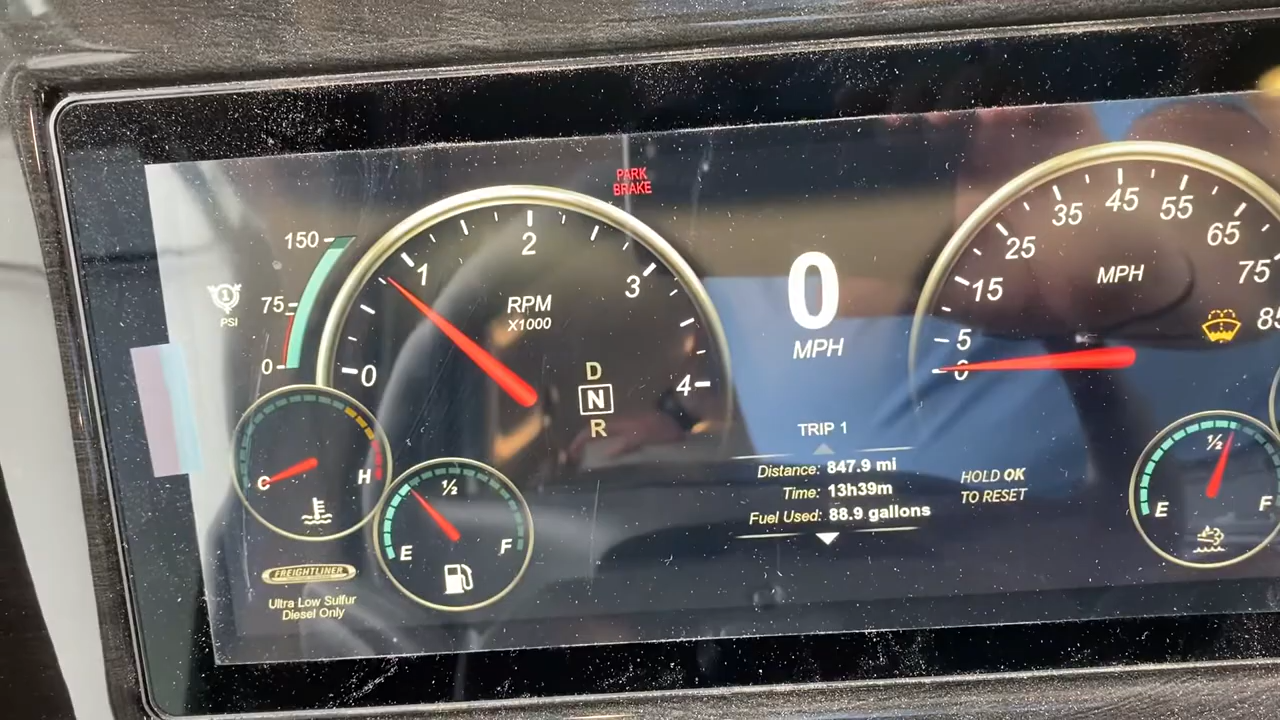 PARK
BRAKE
150
75
0
1
PSI
0
1
2
3
4
RPM
X1000
D
N
R
C
H
E
½
F
FREIGHTLINER
Ultra Low Sulfur
Diesel Only
0
MPH
TRIP 1
Distance: 847.9 mi
Time: 13h39m
Fuel Used: 88.9 gallons
HOLD OK
TO RESET
0
5
15
25
35
45
55
65
75
85
MPH
E
½
F